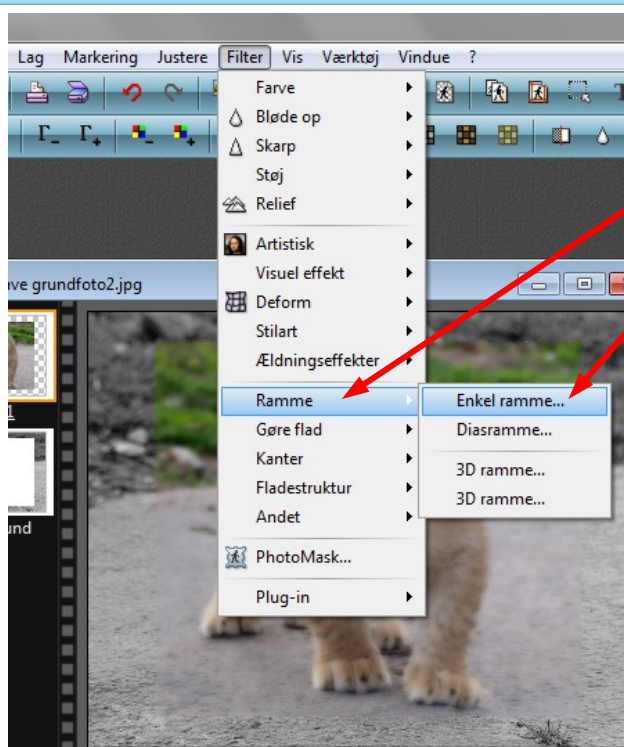 Lag Markering Justere Filter Vis Værktøj Vindue ?
Farve
Bløde op
Skarp
Støj
Relief
Artistisk
Visuel effekt
ve grundfoto2.jpg
Deform
Stilart
Ældningseffekter
Ramme
Enkel ramme...
Gøre flad
Diasramme...
Kanter
3D ramme...
Fladestruktur
3D ramme...
Andet
und
PhotoMask...
Plug-in